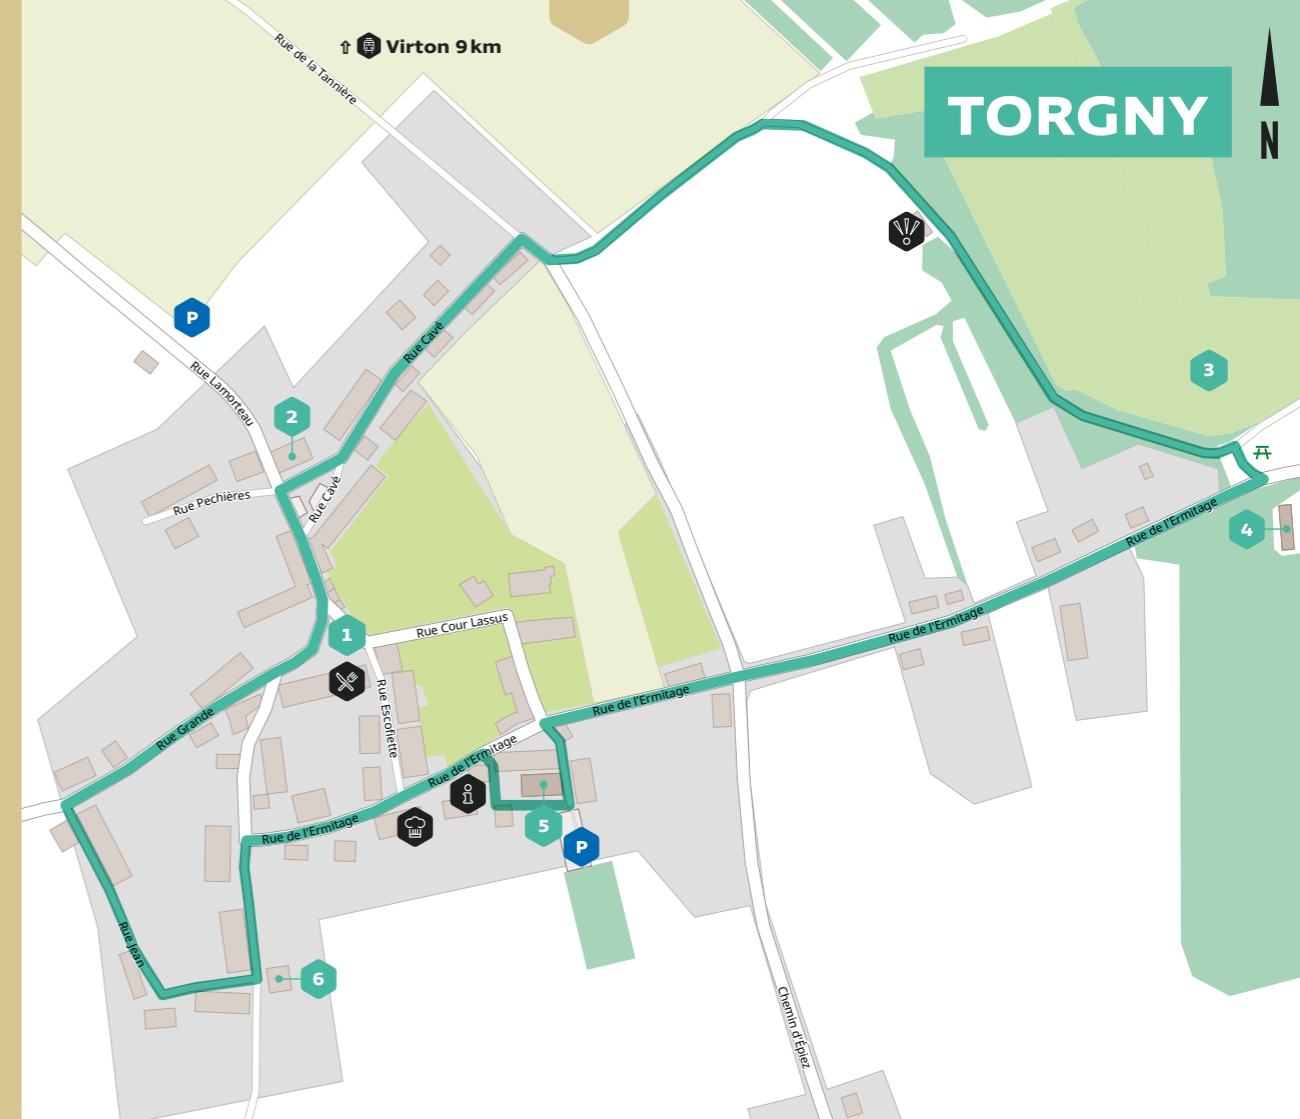 Rue de la Tannière
⇧ Virton 9 km
TORGNY
N
P
Rue Lamorteau
Rue Cavé
2
3
Rue Pechières
Rue Cavé
Rue de l'Ermitage
4
1
Rue Cour Lassus
Rue de l'Ermitage
Rue Escofiette
Rue de l'Ermitage
Rue Grande
Rue de l'Ermitage
i
Rue de l'Ermitage
5
P
Rue Jean
6
Chemin d'Épiez